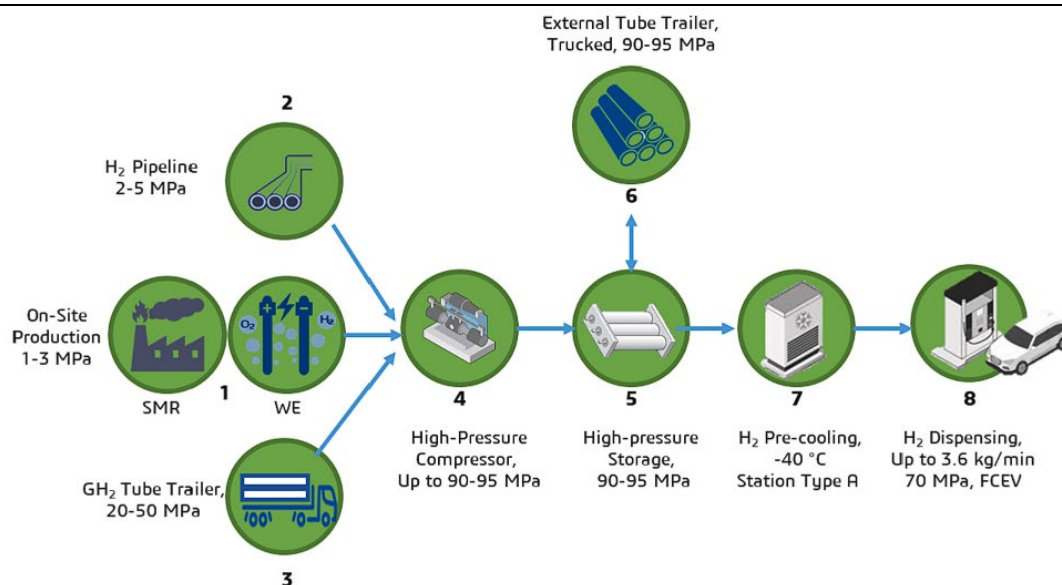 External Tube Trailer,
Trucked, 90-95 MPa
2
H₂ Pipeline
2-5 MPa
6
On-Site
Production
1-3 MPa
O₂
H₂
1
SMR
WE
4
5
7
8
High-Pressure
Compressor,
Up to 90-95 MPa
High-pressure
Storage,
90-95 MPa
H₂ Pre-cooling,
-40 °C
Station Type A
H₂ Dispensing,
Up to 3.6 kg/min
70 MPa, FCEV
GH₂ Tube Trailer,
20-50 MPa
3